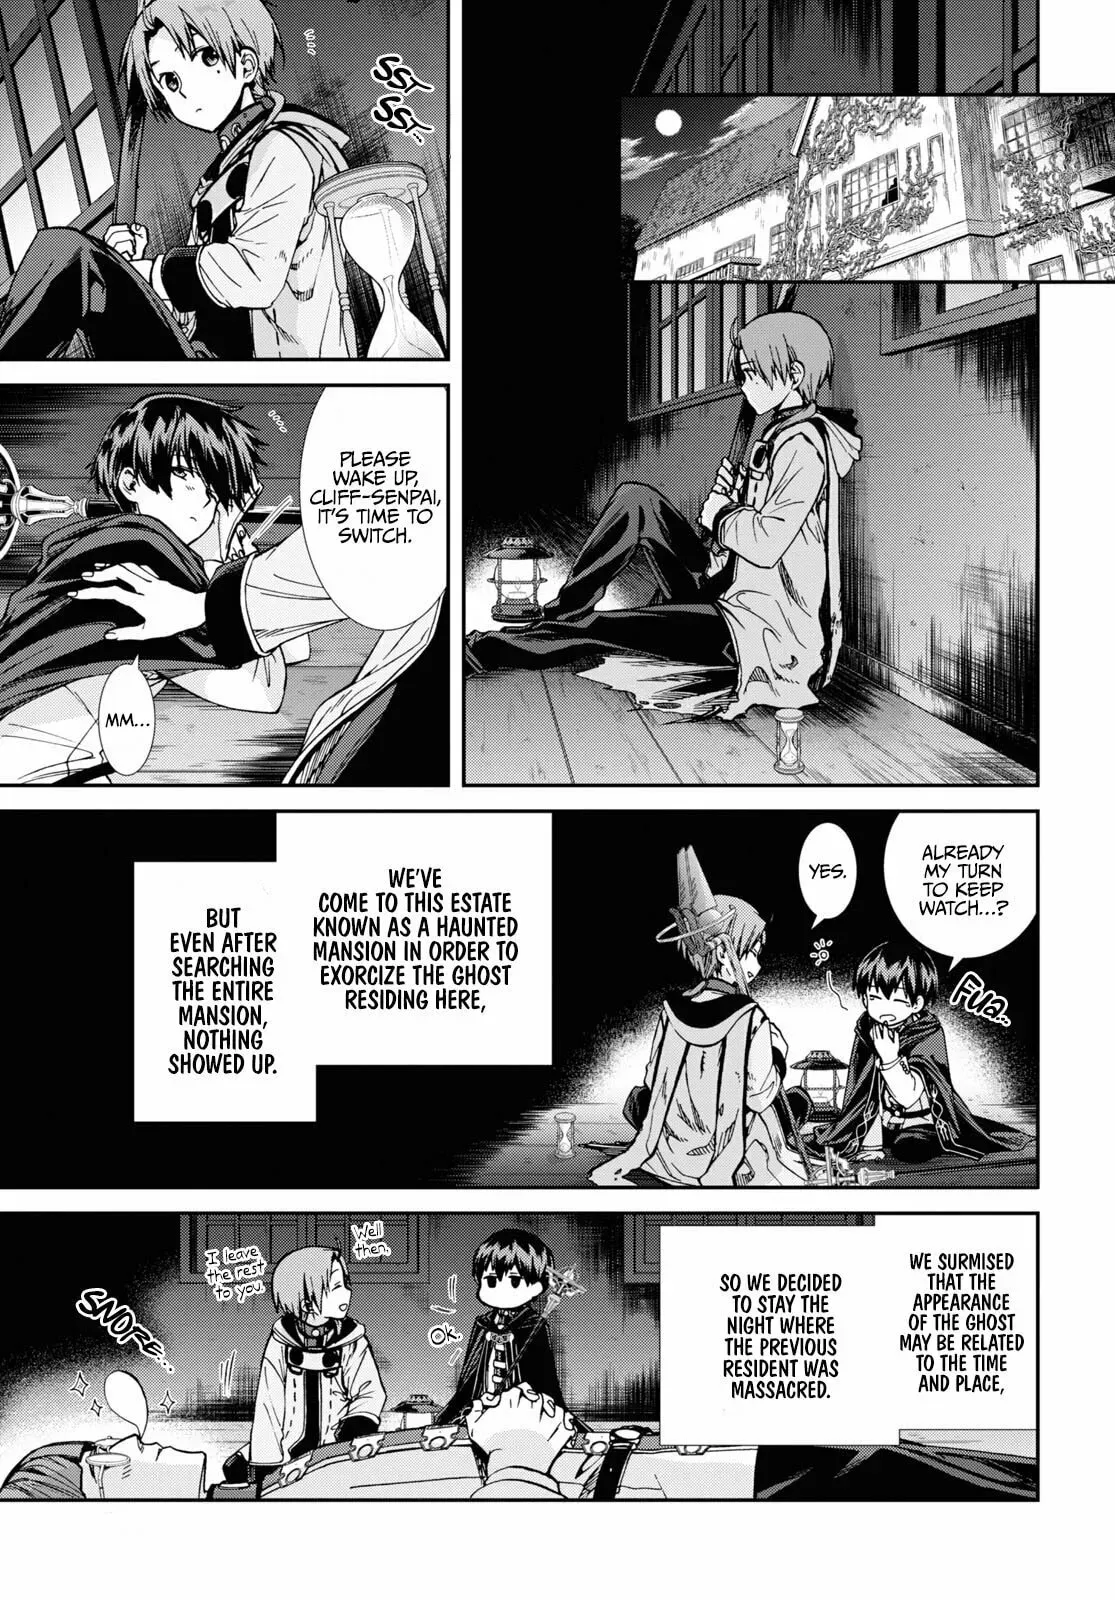 SST
SST...
PLEASE
WAKE UP,
CLIFF-SENPAI,
IT'S TIME TO
SWITCH.
MM...
ALREADY
MY TURN
TO KEEP
WATCH...?
YES.
FUA...
WE'VE
COME TO THIS ESTATE
KNOWN AS A HAUNTED
MANSION IN ORDER TO
EXORCIZE THE GHOST
RESIDING HERE,
BUT
EVEN AFTER
SEARCHING
THE ENTIRE
MANSION,
NOTHING
SHOWED UP.
WE SURMISED
THAT THE
APPEARANCE
OF THE GHOST
MAY BE RELATED
TO THE TIME
AND PLACE,
SO WE DECIDED
TO STAY THE
NIGHT WHERE
THE PREVIOUS
RESIDENT WAS
MASSACRED.
Well
then,
I leave
the rest
to you.
Ok.
SNORE...